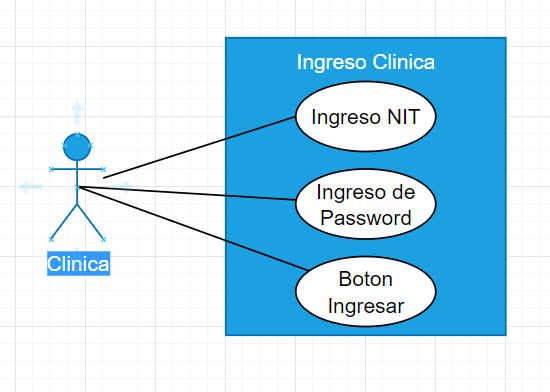 Ingreso Clinica
Ingreso NIT
Ingreso de
Password
Boton
Ingresar
Clinica